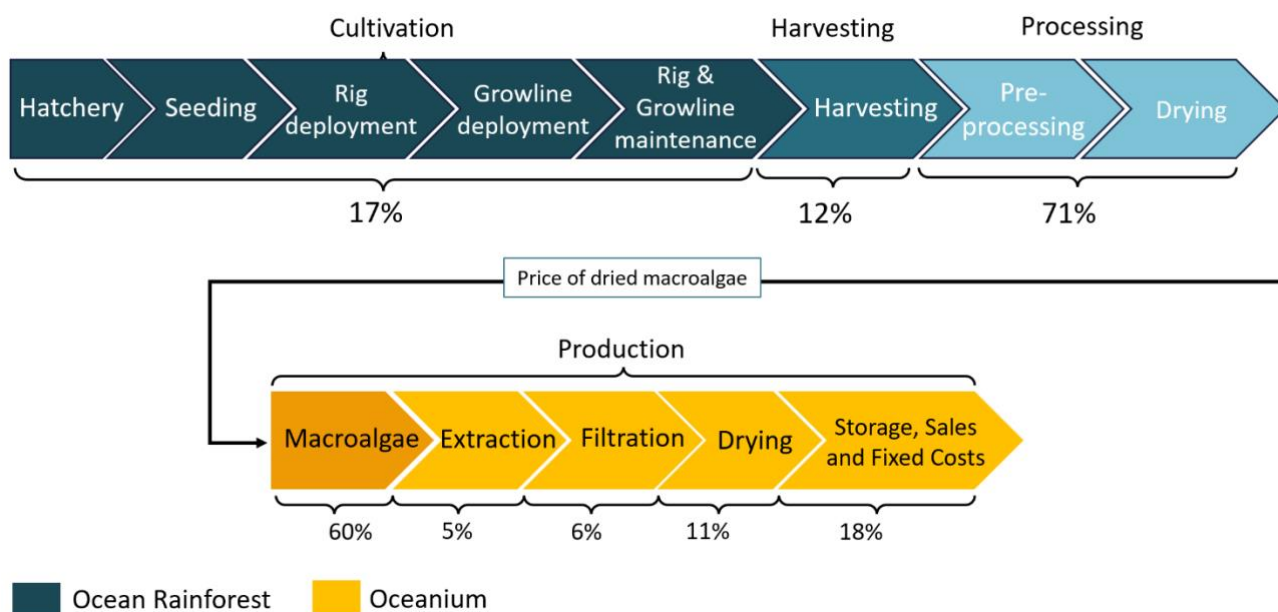 Cultivation
Harvesting
Processing
Hatchery
Seeding
Rig
deployment
Growline
deployment
Rig &
Growline
maintenance
Harvesting
Pre-
processing
Drying
17%
12%
71%
Price of dried macroalgae
Production
Macroalgae
Extraction
Filtration
Drying
Storage, Sales
and Fixed Costs
60%
5%
6%
11%
18%
Ocean Rainforest
Oceanium